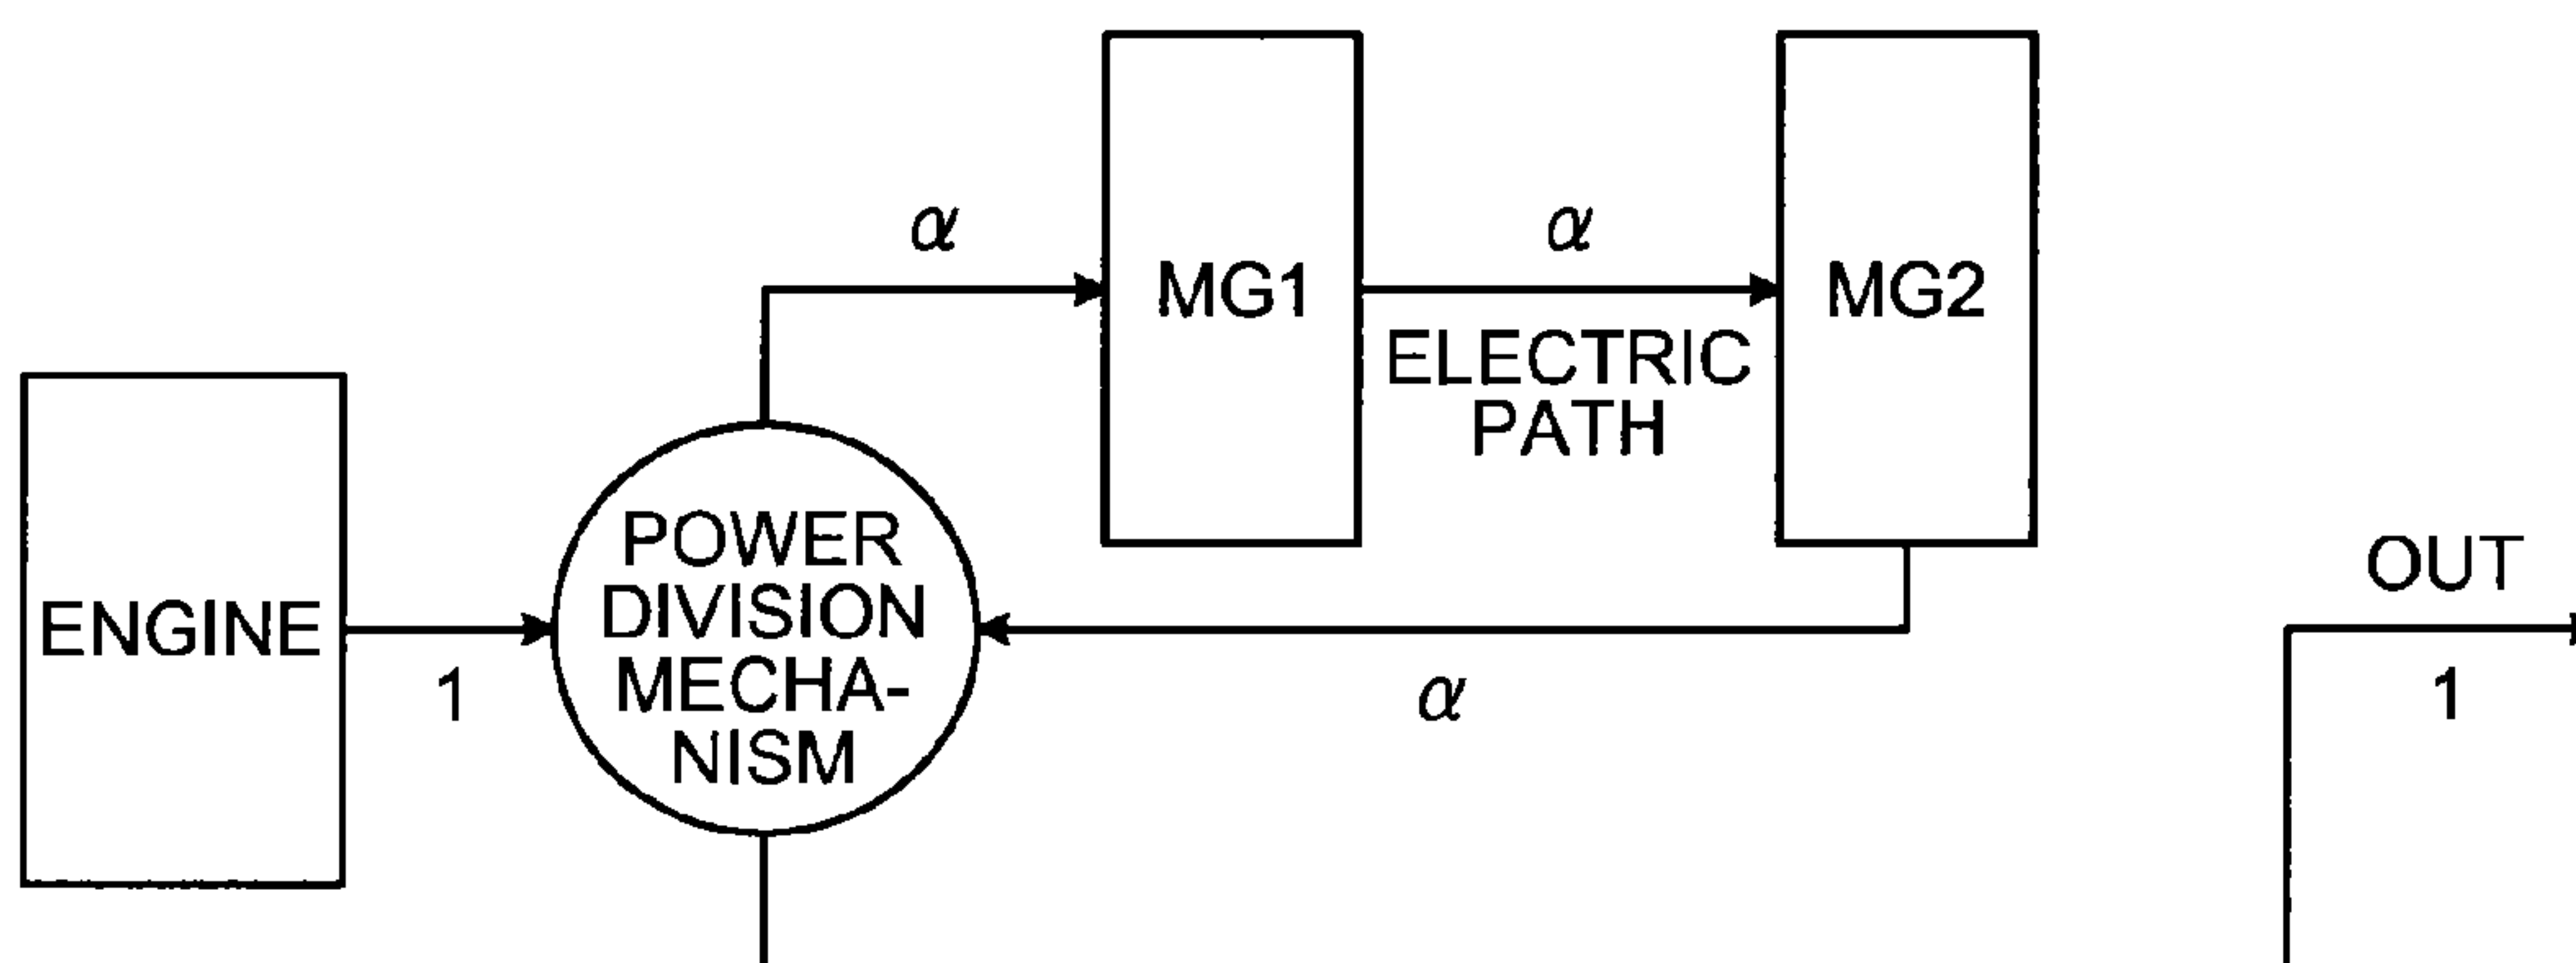 α
α
MG1
MG2
ELECTRIC
PATH
ENGINE
1
POWER
DIVISION
MECHA-
NISM
α
OUT
1